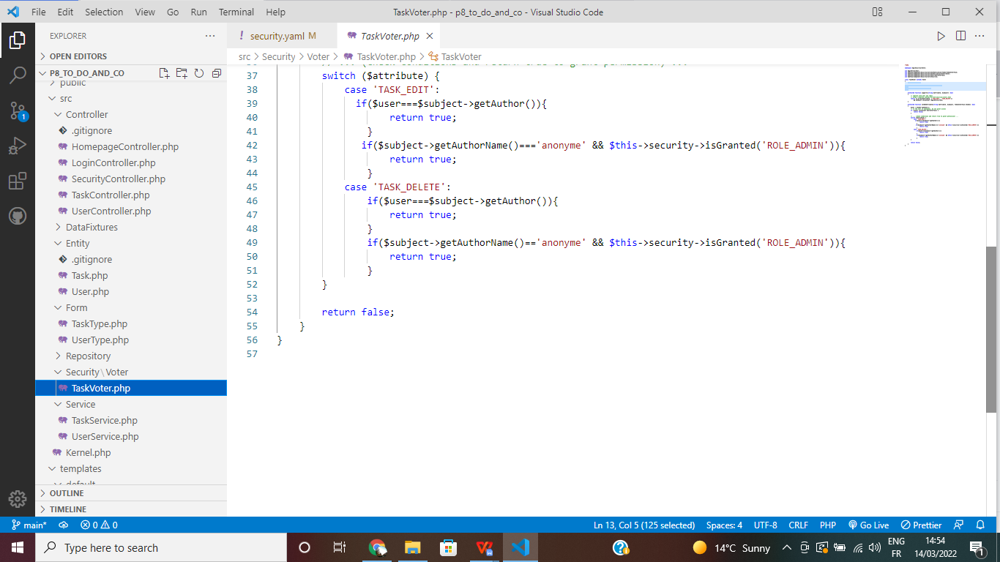 File Edit Selection View Go Run Terminal Help
TaskVoter.php - p8_to_do_and_co - Visual Studio Code
EXPLORER
OPEN EDITORS
P8_TO_DO_AND_CO
public
src
Controller
.gitignore
HomepageController.php
LoginController.php
SecurityController.php
TaskController.php
UserController.php
DataFixtures
Entity
.gitignore
Task.php
User.php
Form
TaskType.php
UserType.php
Repository
Security\Voter
TaskVoter.php
Service
TaskService.php
UserService.php
Kernel.php
templates
default
OUTLINE
TIMELINE
1
! security.yaml M
TaskVoter.php
src > Security > Voter > TaskVoter.php > TaskVoter
37 switch ($attribute) {
38 case 'TASK_EDIT':
39 if($user===$subject->getAuthor()){
40 return true;
41 }
42 if($subject->getAuthorName()==='anonyme' && $this->security->isGranted('ROLE_ADMIN')){
43 return true;
44 }
45 case 'TASK_DELETE':
46 if($user===$subject->getAuthor()){
47 return true;
48 }
49 if($subject->getAuthorName()=='anonyme' && $this->security->isGranted('ROLE_ADMIN')){
50 return true;
51 }
52 }
53
54 return false;
55 }
56 }
57
main* 0 0
Ln 13, Col 5 (125 selected) Spaces: 4 UTF-8 CRLF PHP Go Live Prettier
Type here to search
14°C Sunny
ENG
FR
14:54
14/03/2022
1